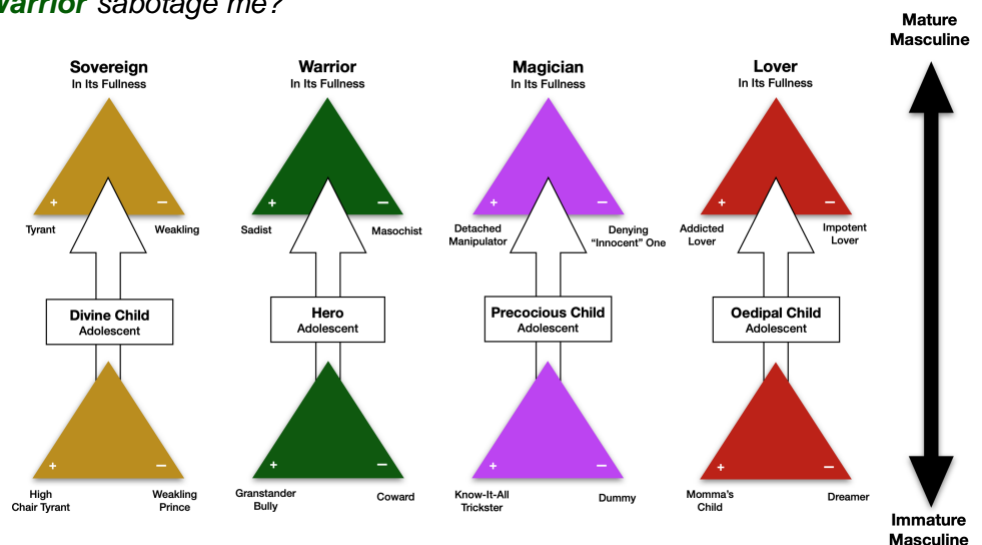 Warrior sabotage me?
Mature
Masculine
Sovereign
In Its Fullness
Warrior
In Its Fullness
Magician
In Its Fullness
Lover
In Its Fullness
+ −
+ −
+ −
+ −
Tyrant
Weakling
Sadist
Masochist
Detached
Manipulator
Denying
“Innocent” One
Addicted
Lover
Impotent
Lover
Divine Child
Adolescent
Hero
Adolescent
Precocious Child
Adolescent
Oedipal Child
Adolescent
+ −
+ −
+ −
+ −
High
Chair Tyrant
Weakling
Prince
Granstander
Bully
Coward
Know-It-All
Trickster
Dummy
Momma’s
Child
Dreamer
Immature
Masculine